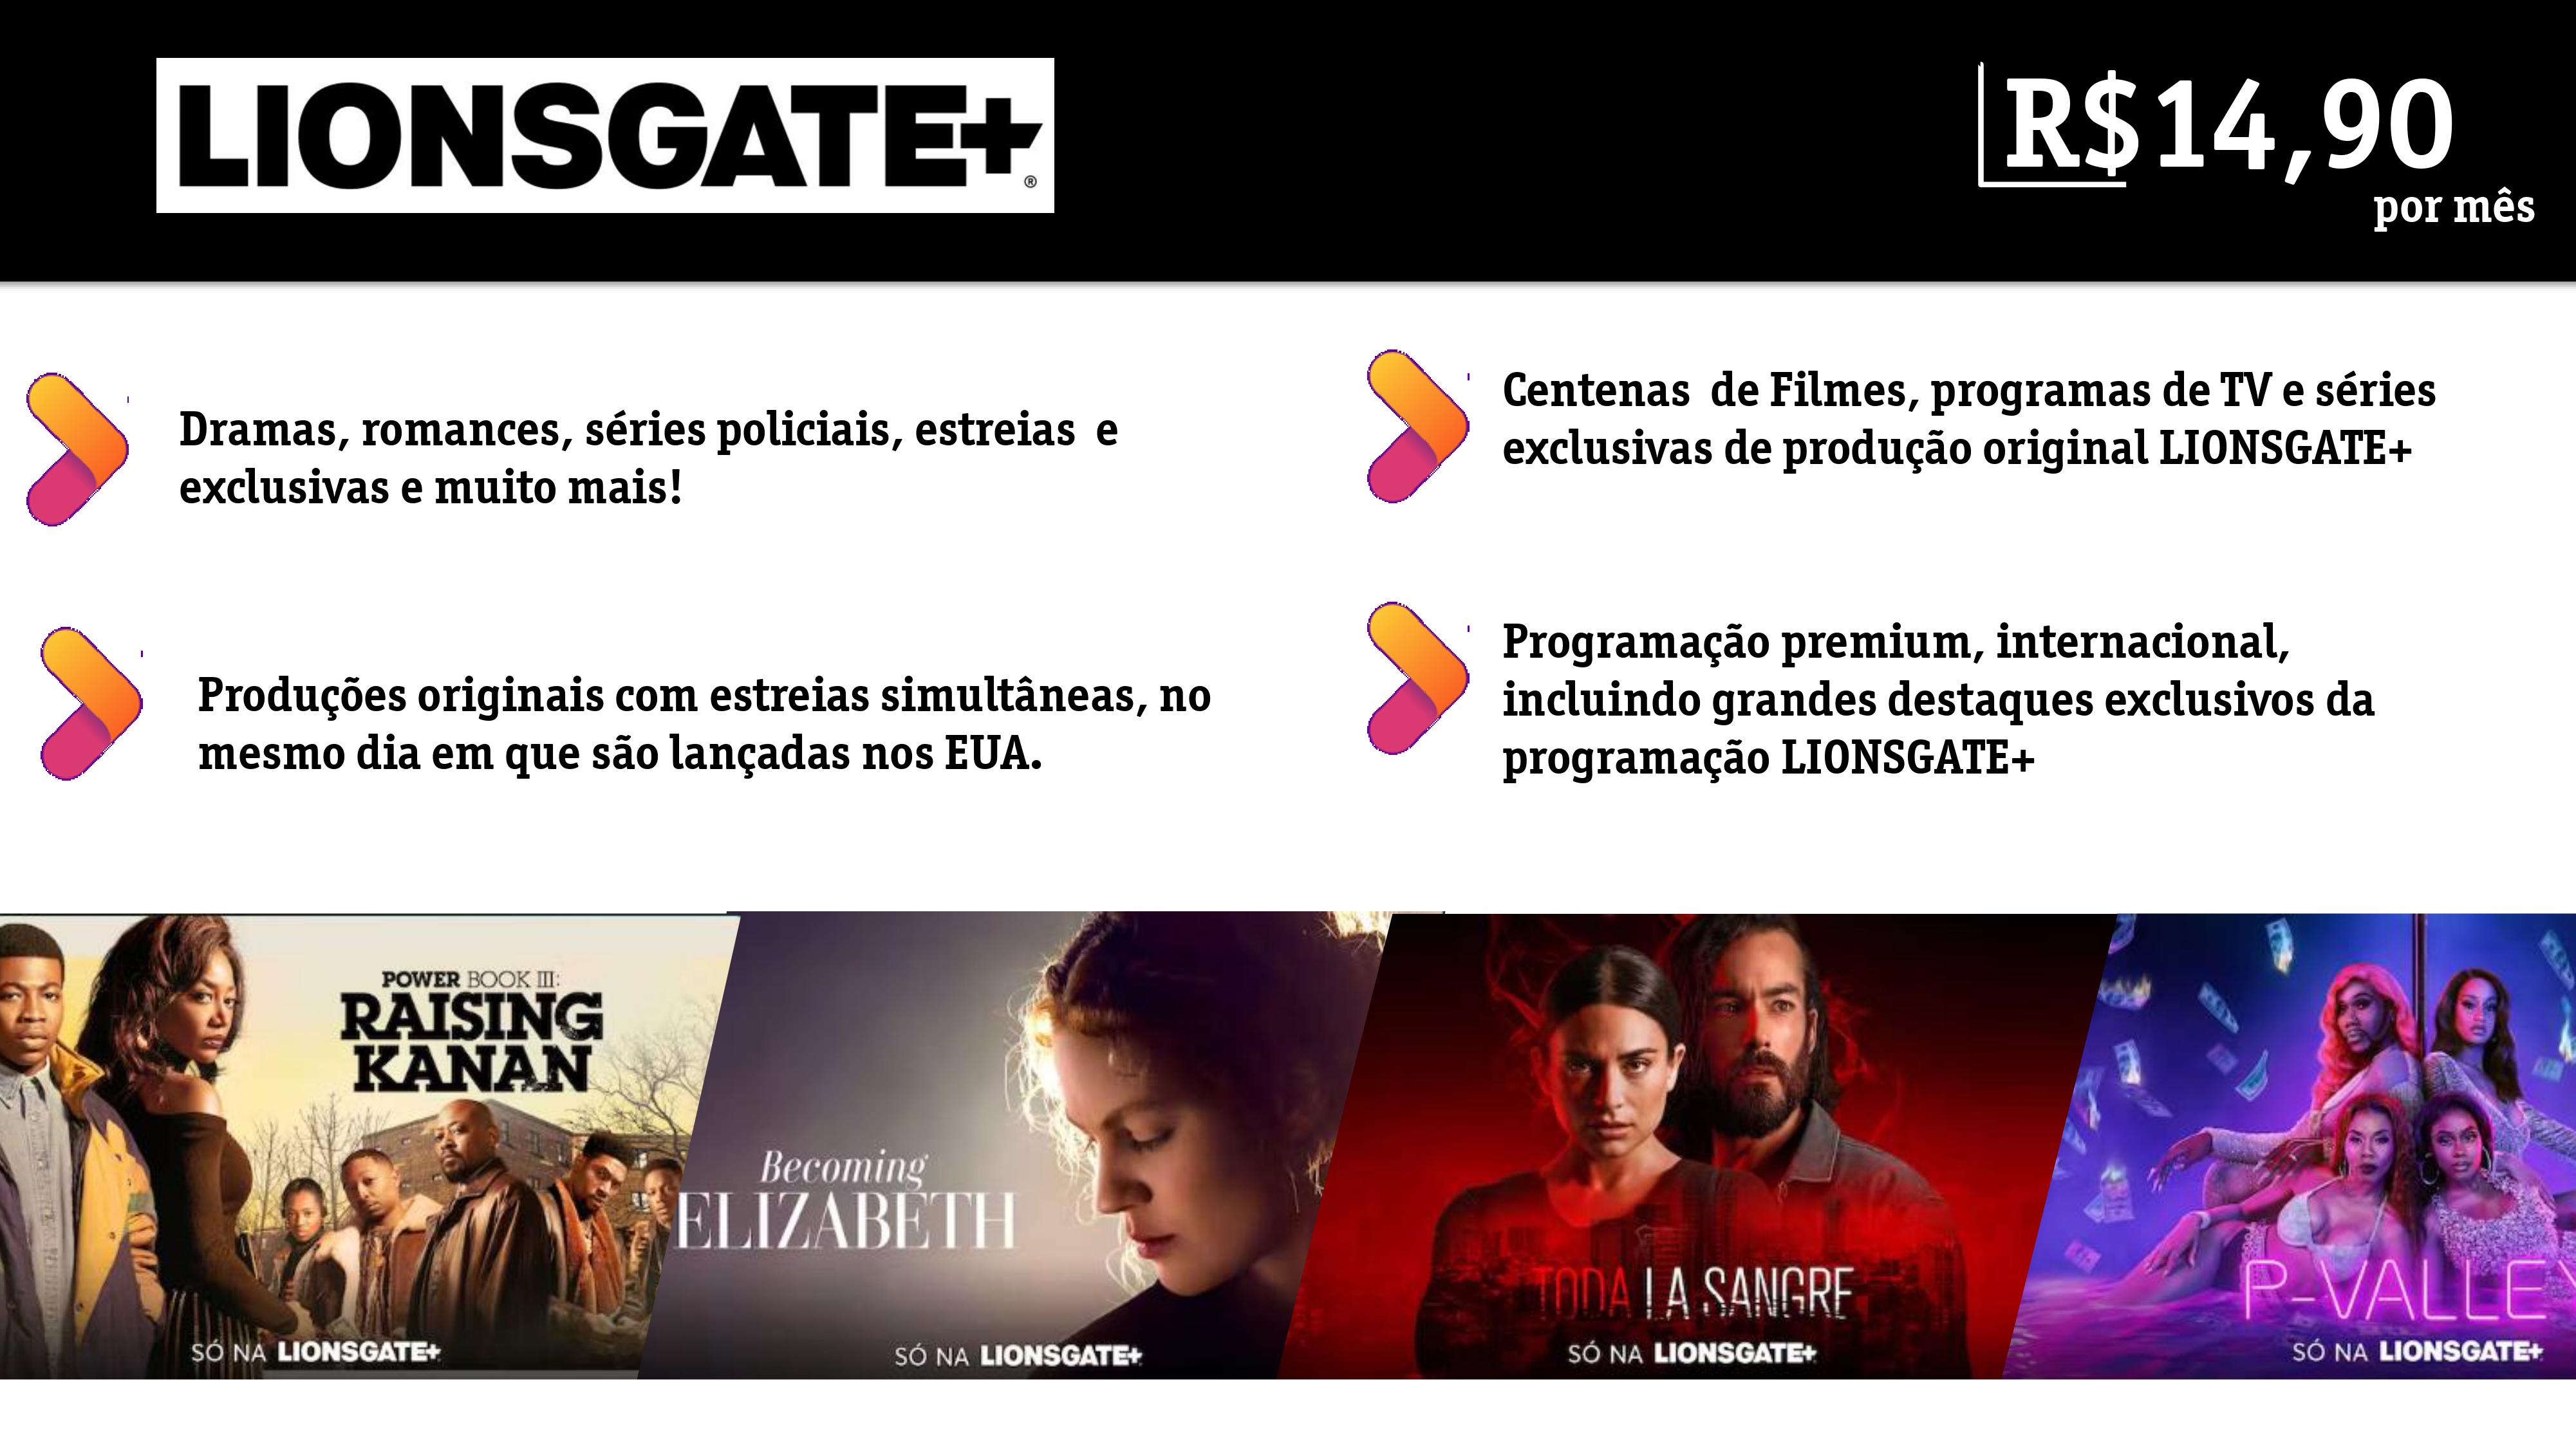 LIONSGATE+®
R$14,90
por mês
Dramas, romances, séries policiais, estreias e
exclusivas e muito mais!
Centenas de Filmes, programas de TV e séries
exclusivas de produção original LIONSGATE+
Produções originais com estreias simultâneas, no
mesmo dia em que são lançadas nos EUA.
Programação premium, internacional,
incluindo grandes destaques exclusivos da
programação LIONSGATE+
POWER BOOK III:
RAISING
KANAN
SÓ NA LIONSGATE+
Becoming
ELIZABETH
SÓ NA LIONSGATE+
TODA LA SANGRE
SÓ NA LIONSGATE+
P-VALLEY
SÓ NA LIONSGATE+